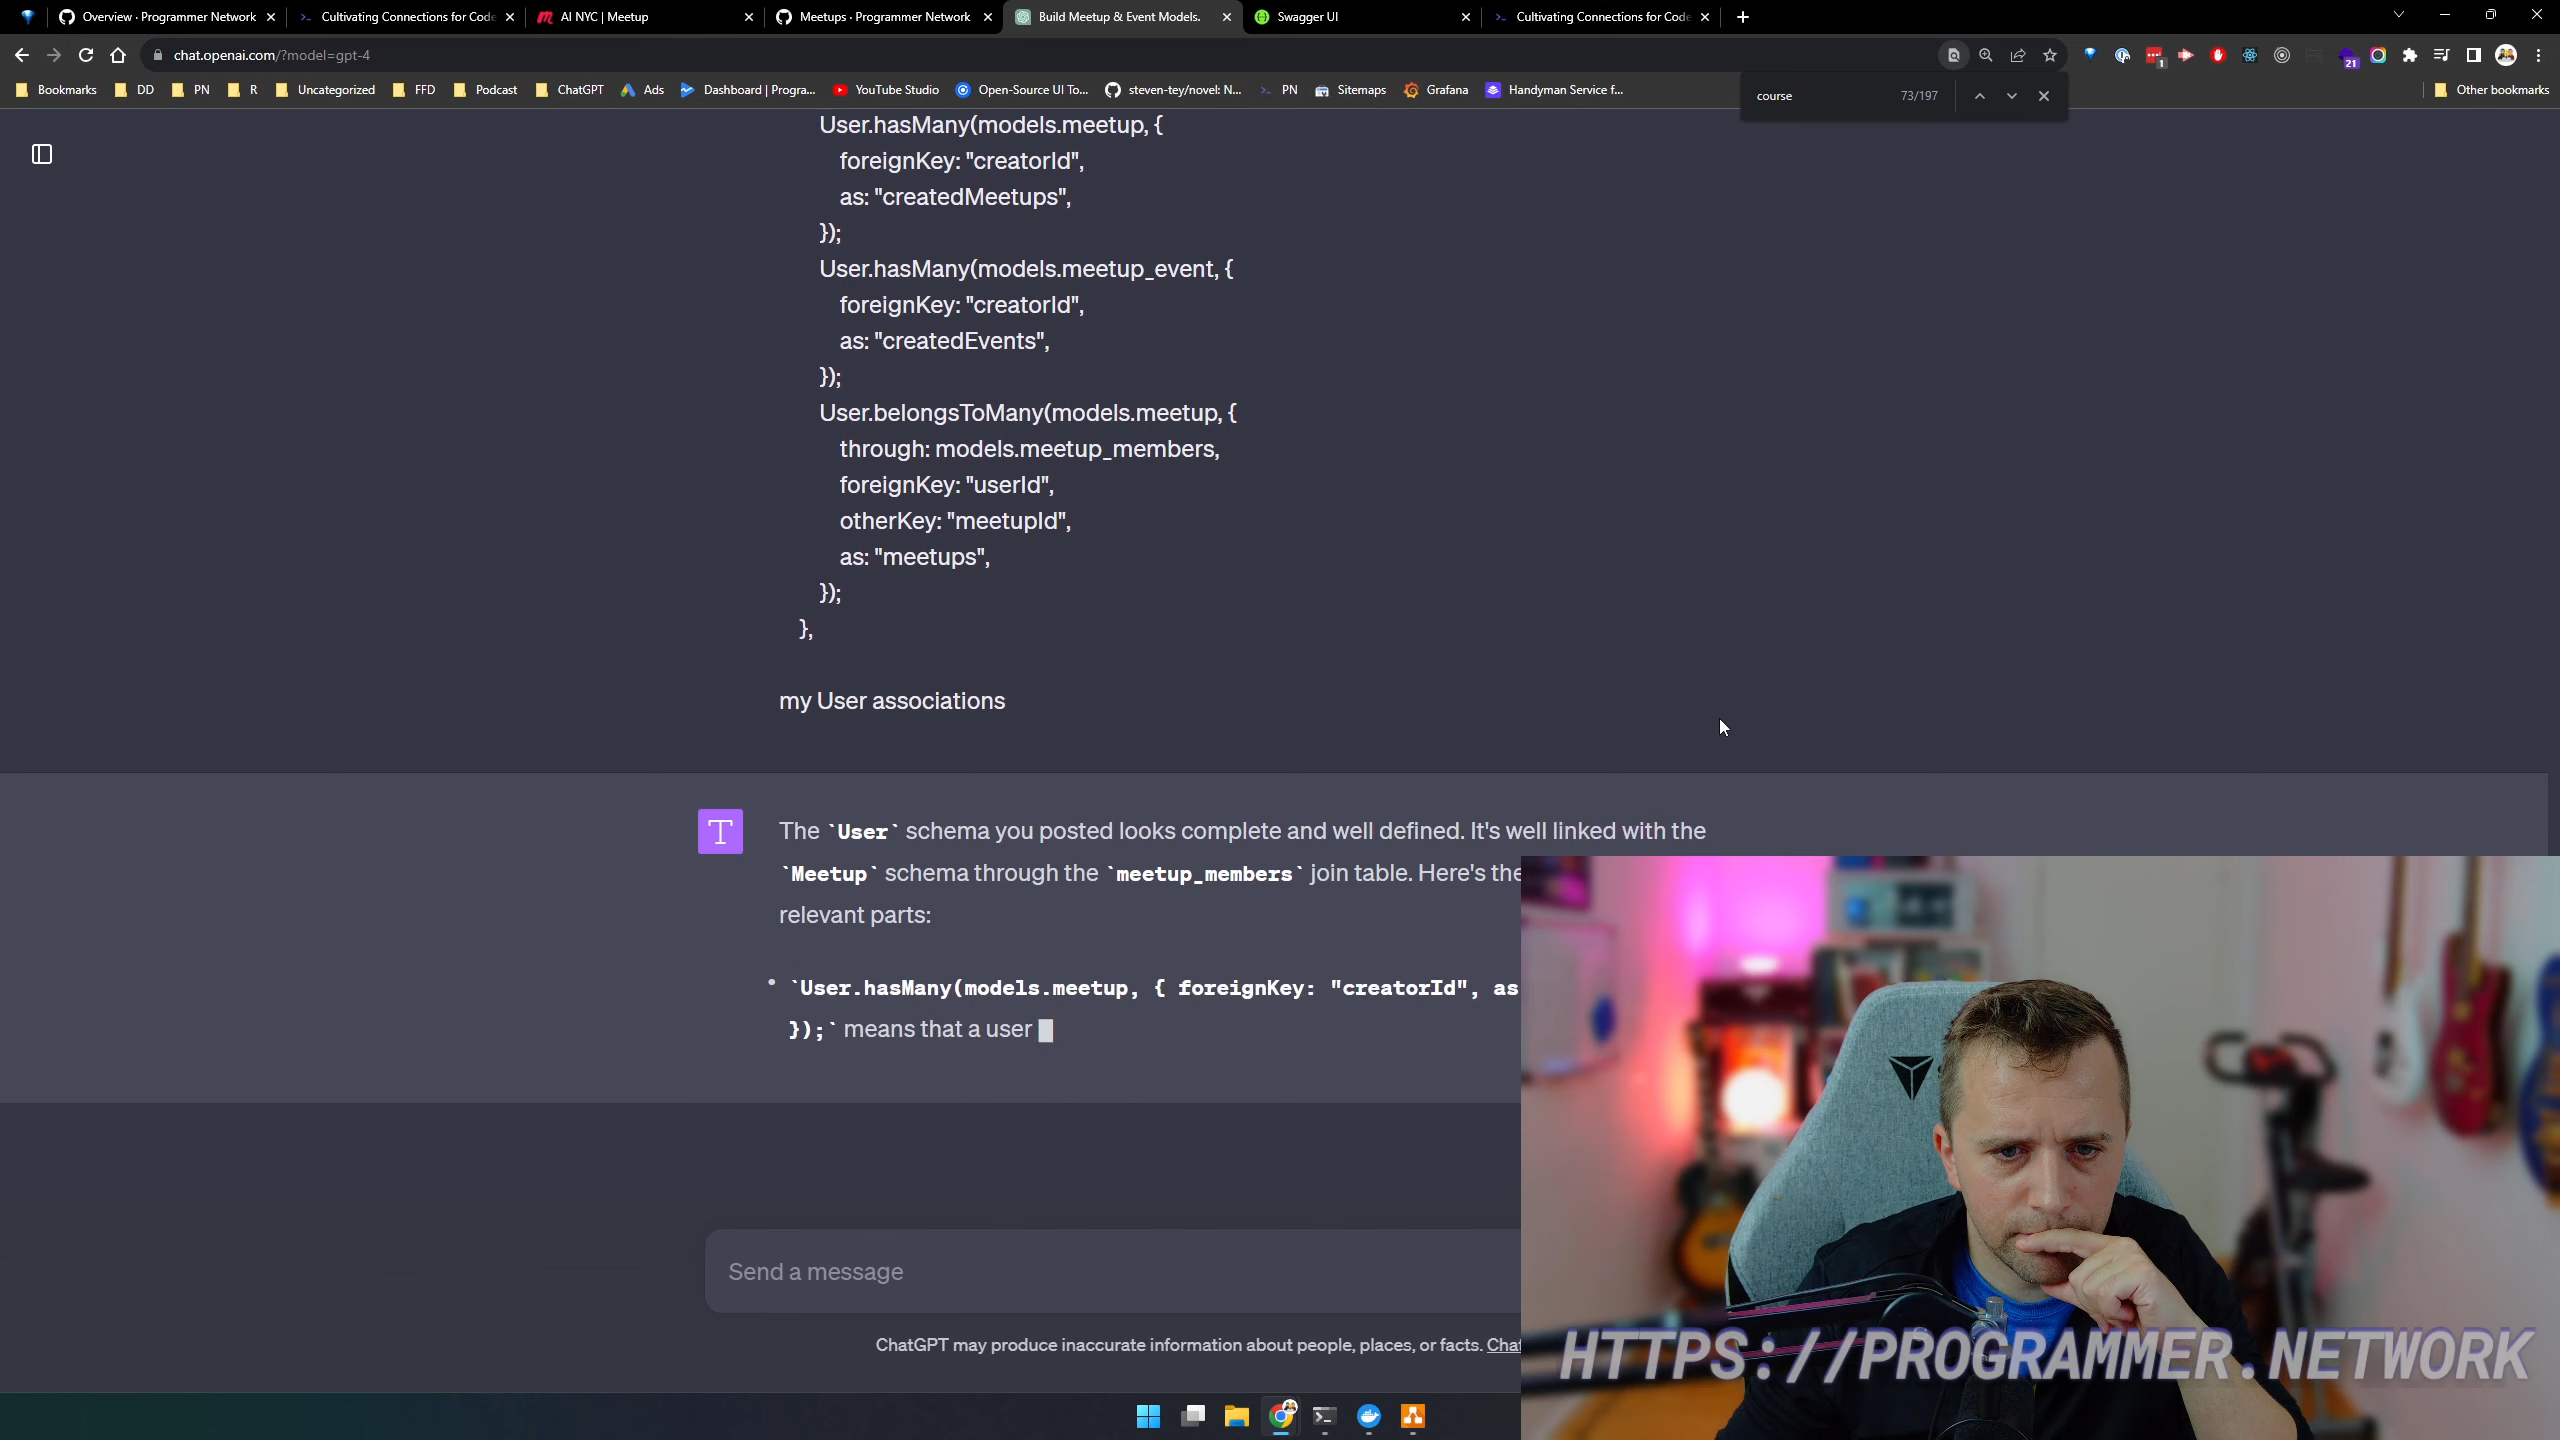 Overview · Programmer Network
Cultivating Connections for Code
AI NYC | Meetup
Meetups · Programmer Network
Build Meetup & Event Models.
Swagger UI
Cultivating Connections for Code
chat.openai.com/?model=gpt-4
1
21
Bookmarks
DD
PN
R
Uncategorized
FFD
Podcast
ChatGPT
Ads
Dashboard | Progra...
YouTube Studio
Open-Source UI To...
steven-tey/novel: N...
PN
Sitemaps
Grafana
Handyman Service f...
Other bookmarks
course
73/197
User.hasMany(models.meetup, {
foreignKey: "creatorId",
as: "createdMeetups",
});
User.hasMany(models.meetup_event, {
foreignKey: "creatorId",
as: "createdEvents",
});
User.belongsToMany(models.meetup, {
through: models.meetup_members,
foreignKey: "userId",
otherKey: "meetupId",
as: "meetups",
});
},
my User associations
T
The `User` schema you posted looks complete and well defined. It's well linked with the
`Meetup` schema through the `meetup_members` join table. Here's the
relevant parts:
• `User.hasMany(models.meetup, { foreignKey: "creatorId", as
});` means that a user
Send a message
ChatGPT may produce inaccurate information about people, places, or facts.
HTTPS://PROGRAMMER.NETWORK